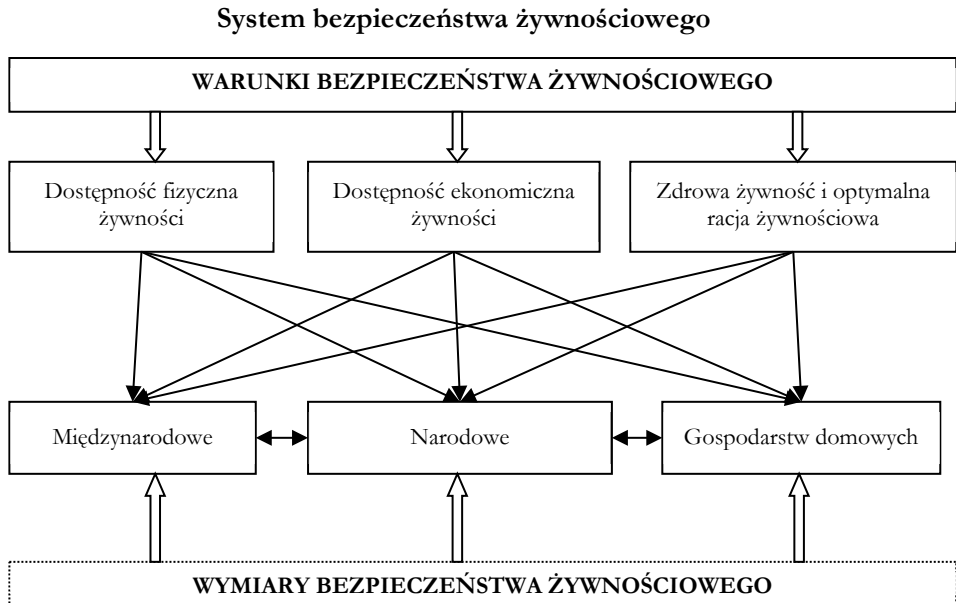 System bezpieczeństwa żywnościowego
WARUNKI BEZPIECZEŃSTWA ŻYWNOŚCIOWEGO
Dostępność fizyczna
żywności
Dostępność ekonomiczna
żywności
Zdrowa żywność i optymalna
racja żywnościowa
Międzynarodowe
Narodowe
Gospodarstw domowych
WYMIARY BEZPIECZEŃSTWA ŻYWNOŚCIOWEGO